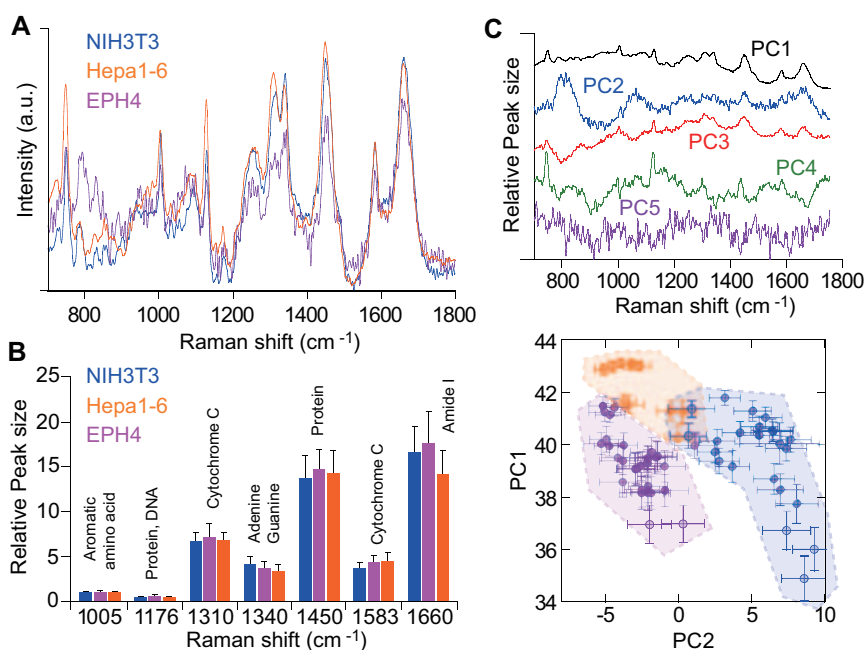 A
NIH3T3
Hepa1-6
EPH4
Intensity (a.u.)
800 1000 1200 1400 1600 1800
Raman shift (cm -1)
C
PC1
PC2
PC3
PC4
PC5
Relative Peak size
800 1000 1200 1400 1600 1800
Raman shift (cm -1)
B
NIH3T3
Hepa1-6
EPH4
Relative Peak size
25
20
15
10
5
0
Aromatic
amino acid
Protein, DNA
Cytochrome C
Adenine
Guanine
Protein
Cytochrome C
Amide I
1005 1176 1310 1340 1450 1583 1660
Raman shift (cm -1)
44
42
40
38
36
34
PC1
-5 0 5 10
PC2